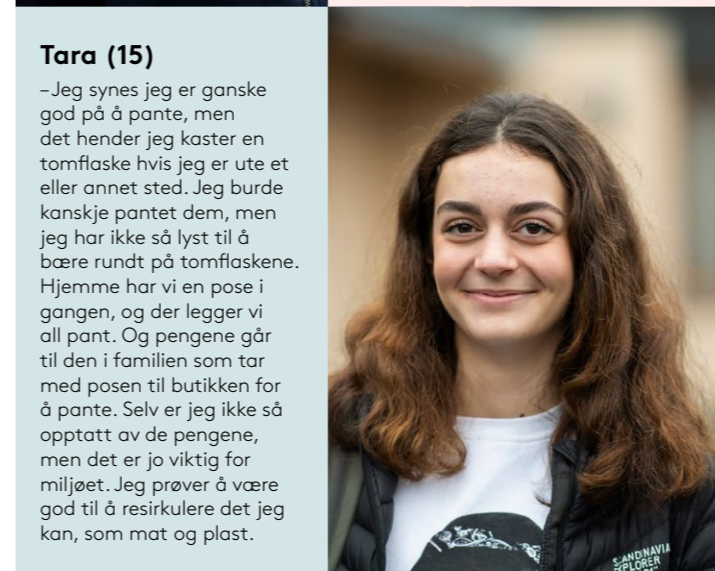 Tara (15)
– Jeg synes jeg er ganske
god på å pante, men
det hender jeg kaster en
tomflaske hvis jeg er ute et
eller annet sted. Jeg burde
kanskje pantet dem, men
jeg har ikke så lyst til å
bære rundt på tomflaskene.
Hjemme har vi en pose i
gangen, og der legger vi
all pant. Og pengene går
til den i familien som tar
med posen til butikken for
å pante. Selv er jeg ikke så
opptatt av de pengene,
men det er jo viktig for
miljøet. Jeg prøver å være
god til å resirkulere det jeg
kan, som mat og plast.
SCANDINAVIA
EXPLORER